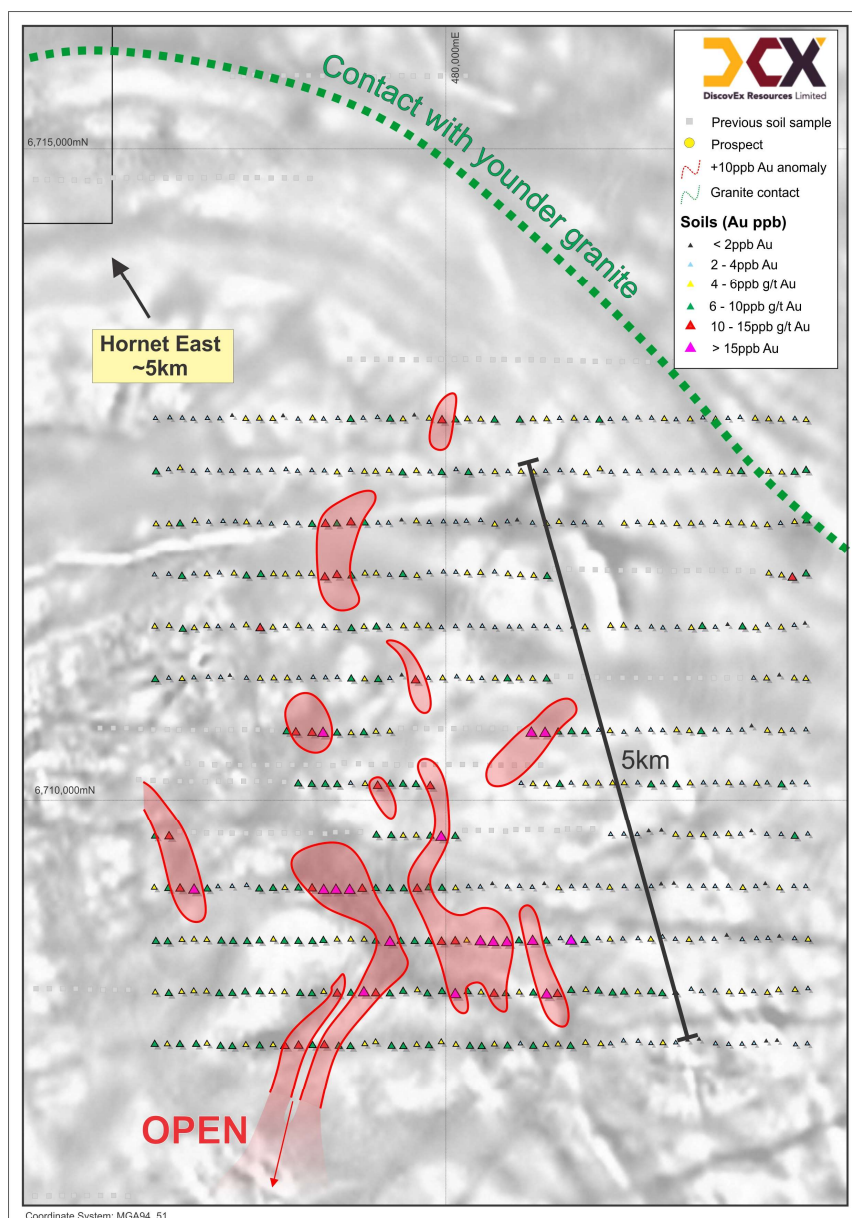 480,000mE
DCX
DiscovEx Resources Limited
Previous soil sample
Prospect
+10ppb Au anomaly
Granite contact
Soils (Au ppb)
< 2ppb Au
2 - 4ppb Au
4 - 6ppb g/t Au
6 - 10ppb g/t Au
10 - 15ppb g/t Au
> 15ppb Au
Contact with younder granite
6,715,000mN
Hornet East
~5km
5km
6,710,000mN
OPEN
Coordinate System: MGA94_51